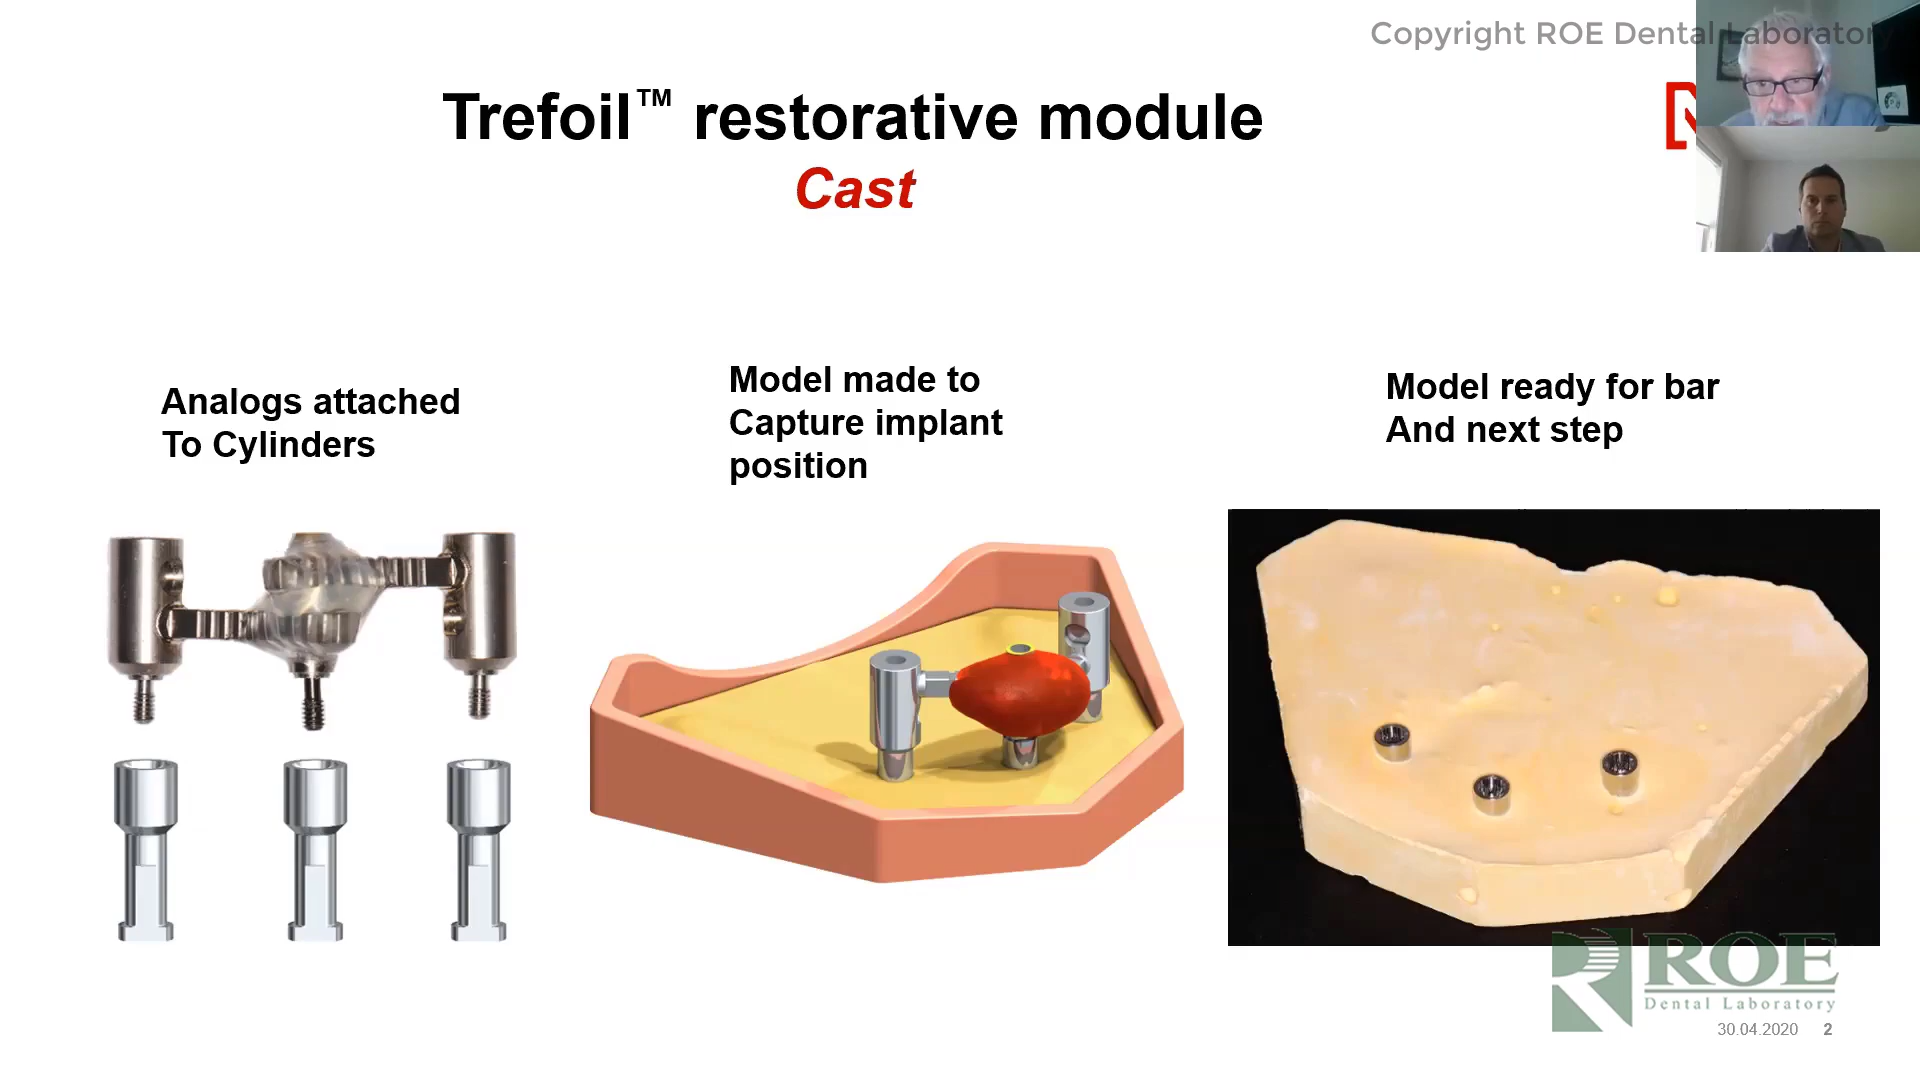 Copyright ROE Dental Laboratory
Trefoil™ restorative module
Cast
Analogs attached
To Cylinders
Model made to
Capture implant
position
Model ready for bar
And next step
ROE
Dental Laboratory
30.04.2020 2